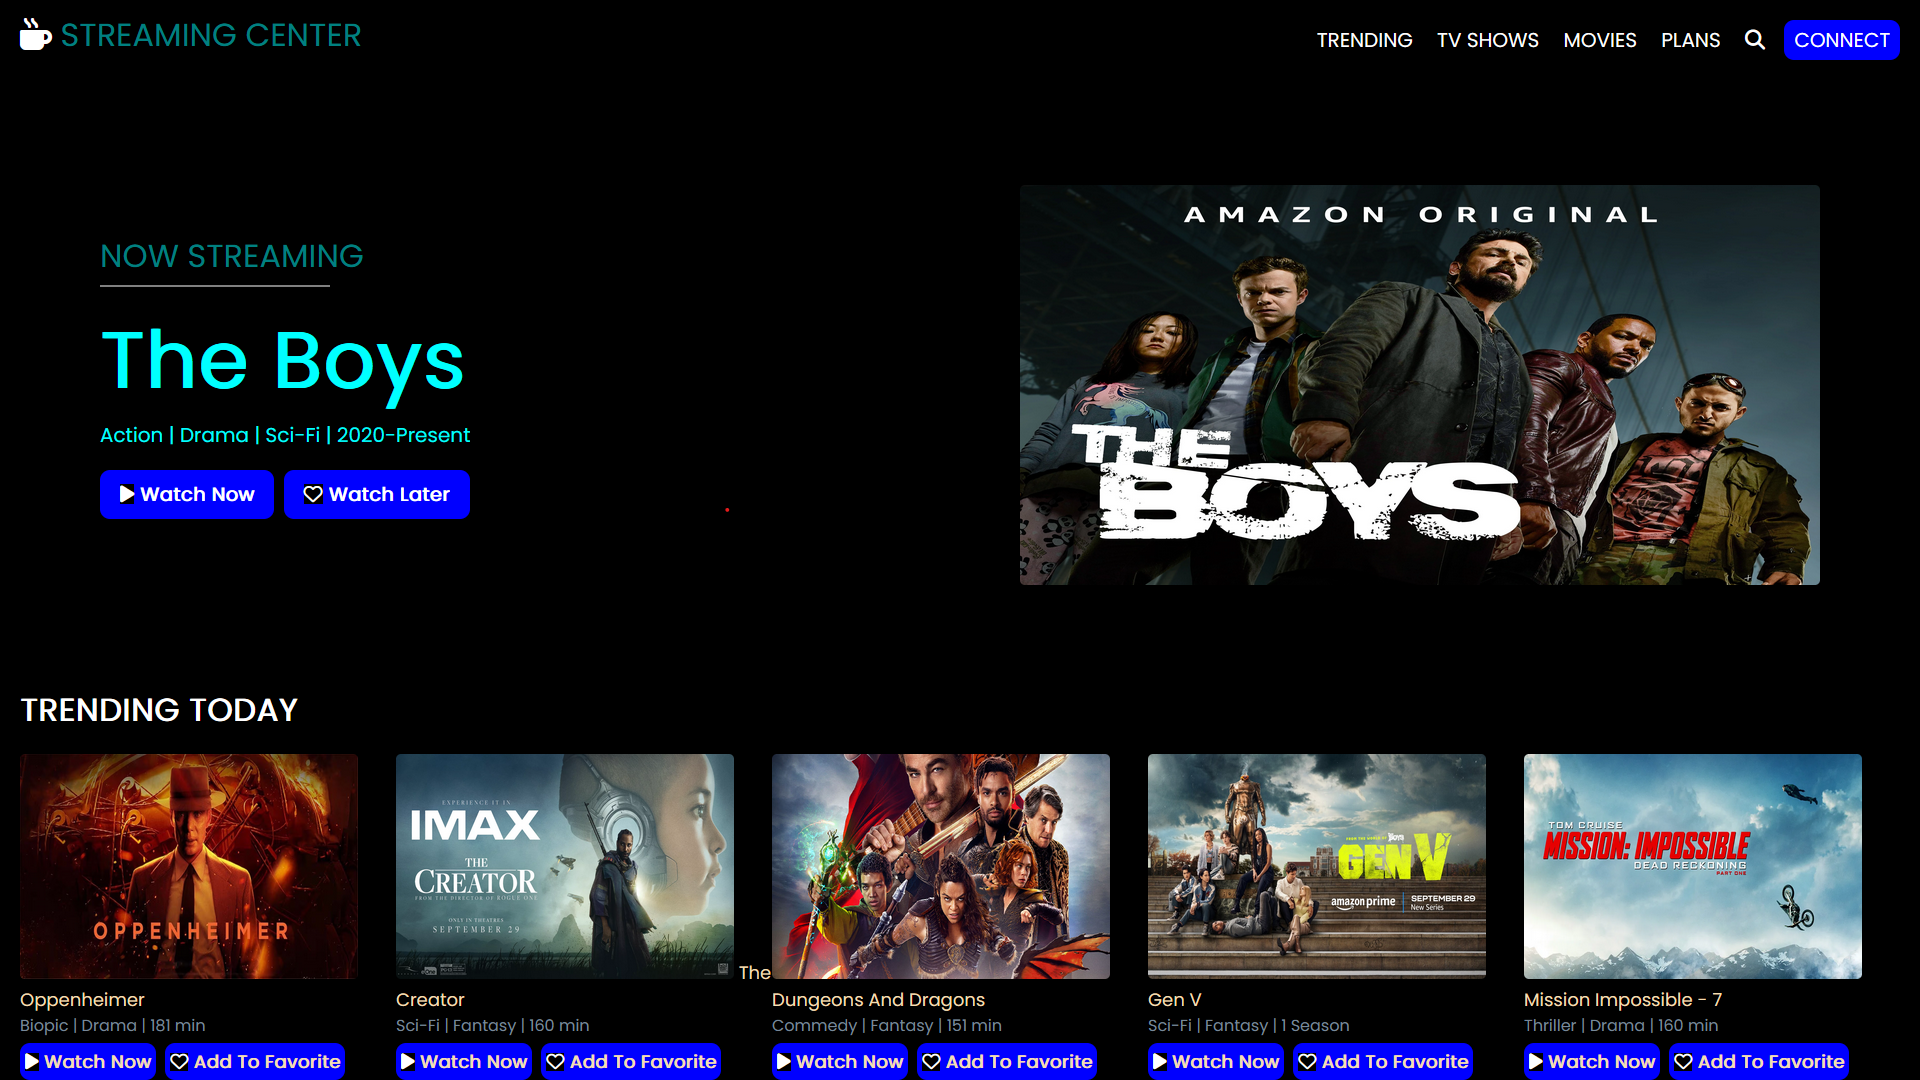 STREAMING CENTER
TRENDING TV SHOWS MOVIES PLANS CONNECT
NOW STREAMING
The Boys
Action | Drama | Sci-Fi | 2020-Present
Watch Now Watch Later
AMAZON ORIGINAL
THE
BOYS
TRENDING TODAY
OPPENHEIMER
Oppenheimer
Biopic | Drama | 181 min
Watch Now Add To Favorite
EXPERIENCE IT IN
IMAX
THE
CREATOR
FROM THE DIRECTOR OF ROGUE ONE
ONLY IN THEATRES
SEPTEMBER 29
The
Creator
Sci-Fi | Fantasy | 160 min
Watch Now Add To Favorite
Dungeons And Dragons
Commedy | Fantasy | 151 min
Watch Now Add To Favorite
FROM THE WORLD OF THE BOYS
GEN V
amazon prime
SEPTEMBER 29
New Series
Gen V
Sci-Fi | Fantasy | 1 Season
Watch Now Add To Favorite
TOM CRUISE
MISSION: IMPOSSIBLE
DEAD RECKONING
PART ONE
Mission Impossible - 7
Thriller | Drama | 160 min
Watch Now Add To Favorite